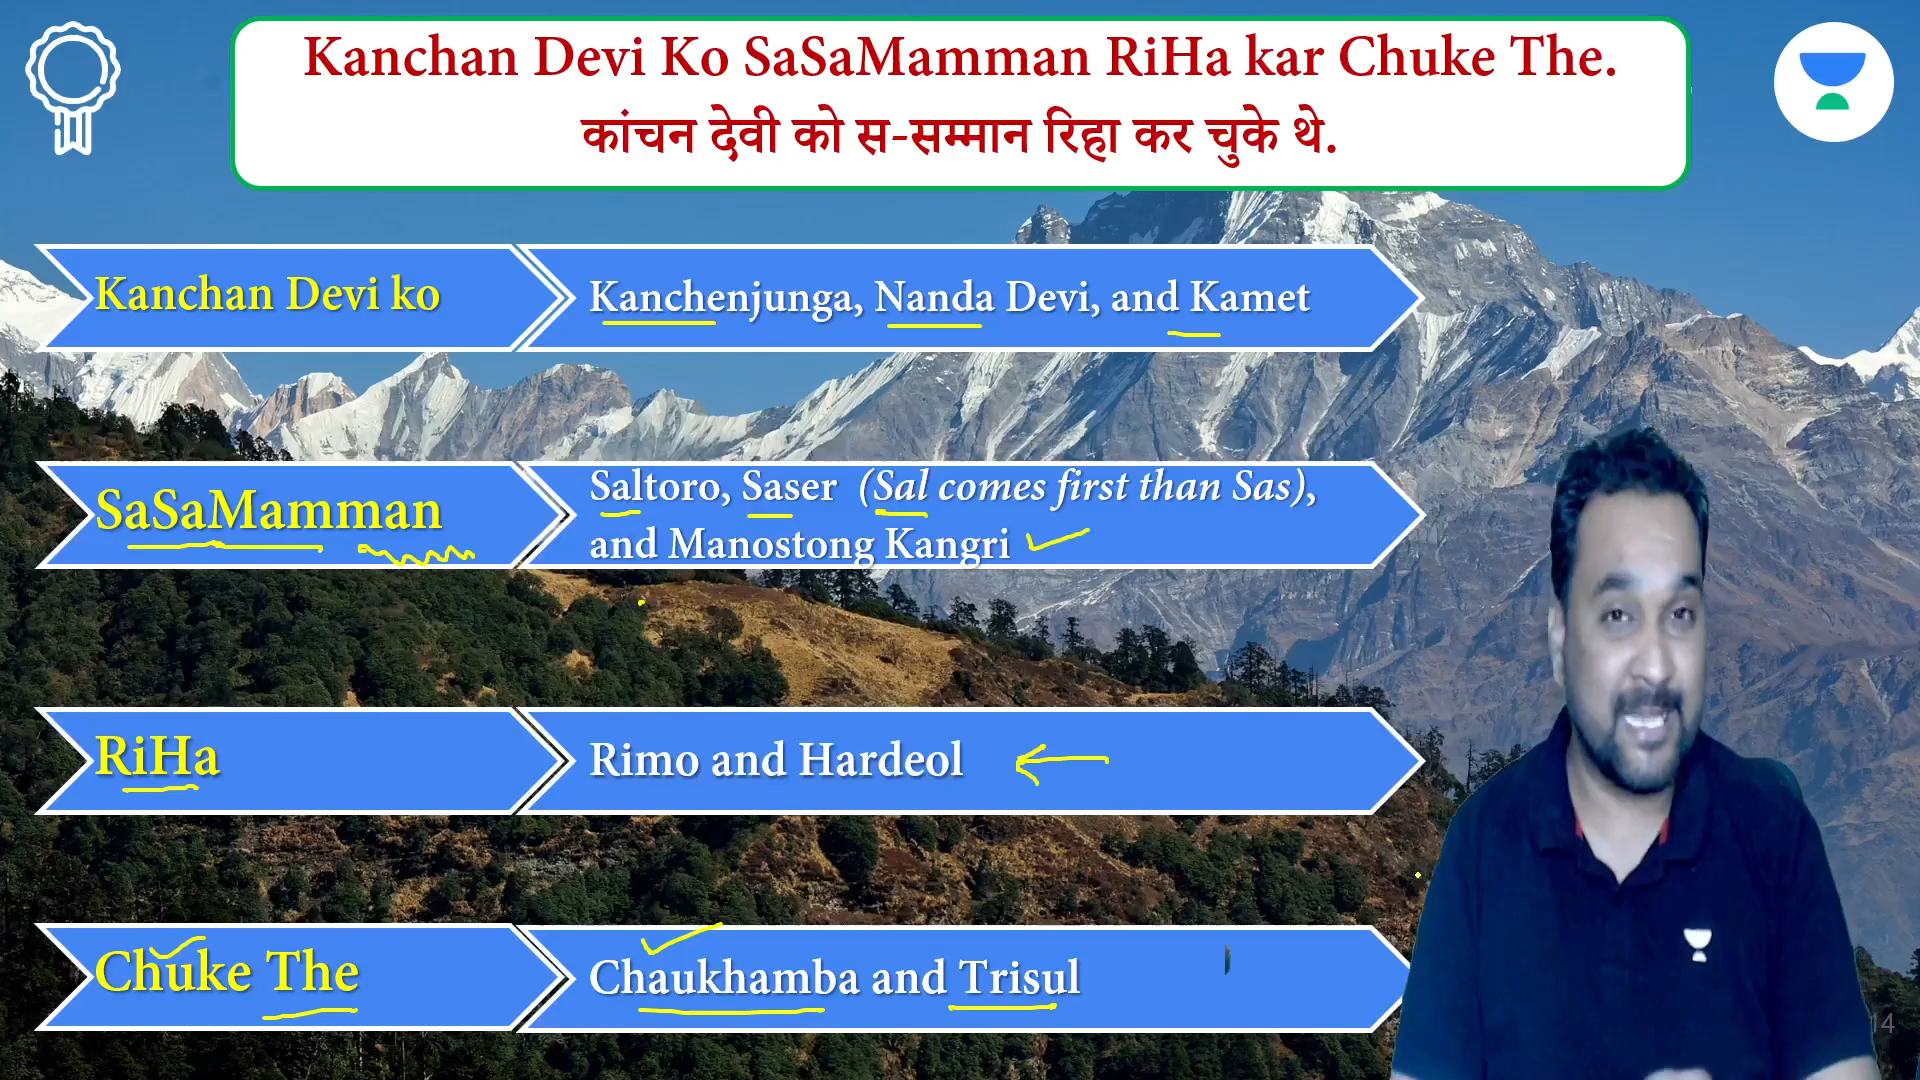 Kanchan Devi Ko SaSaMamman RiHa kar Chuke The.
कांचन देवी को स-सम्मान रिहा कर चुके थे.
Kanchan Devi ko
Kanchenjunga, Nanda Devi, and Kamet
SaSaMamman
Saltoro, Saser (Sal comes first than Sas),
and Manostong Kangri
RiHa
Rimo and Hardeol
Chuke The
Chaukhamba and Trisul
14